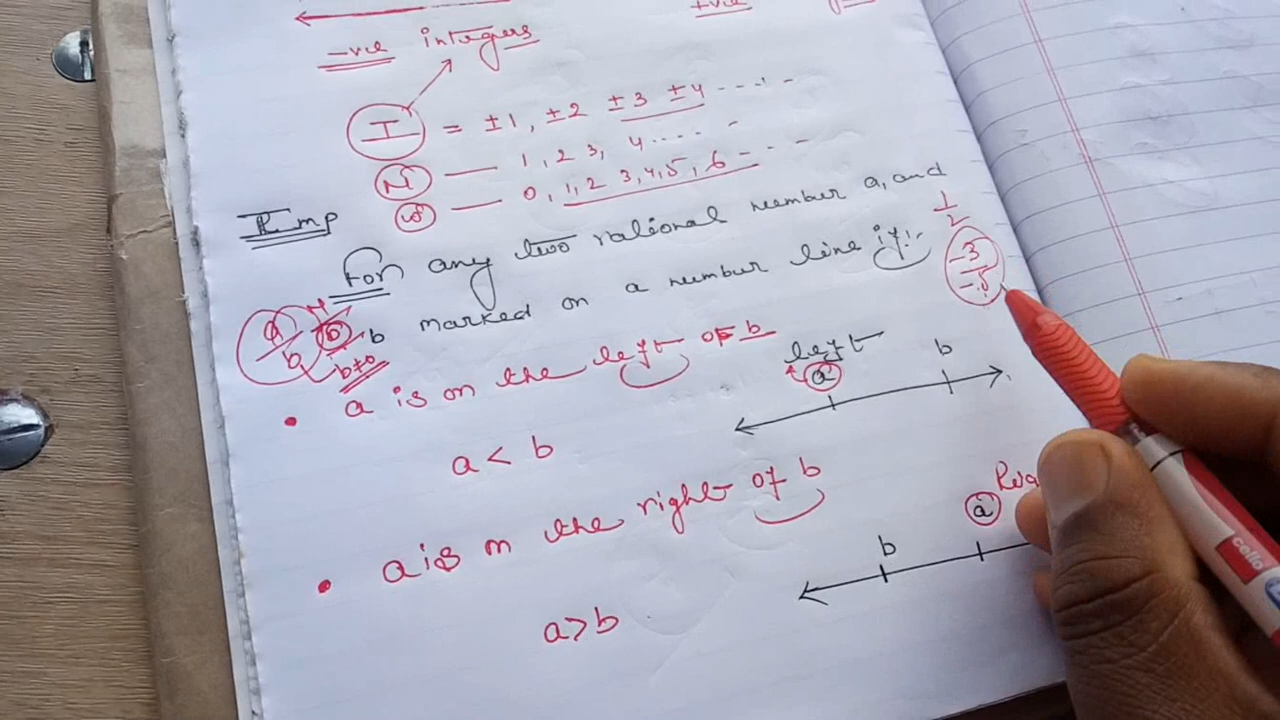 -ve integers
I = ±1, ±2 ±3 ±4 .....
N — 1, 2 3, 4....
0, 1, 2 3, 4, 5, 6 - - -
Imp
For any two rational number a, and
b marked on a number line if:-
1/2
-3/-5
a/b
b≠0
• a is on the left of b
left
a b
a < b
• a is on the right of b
b a
a > b
cello